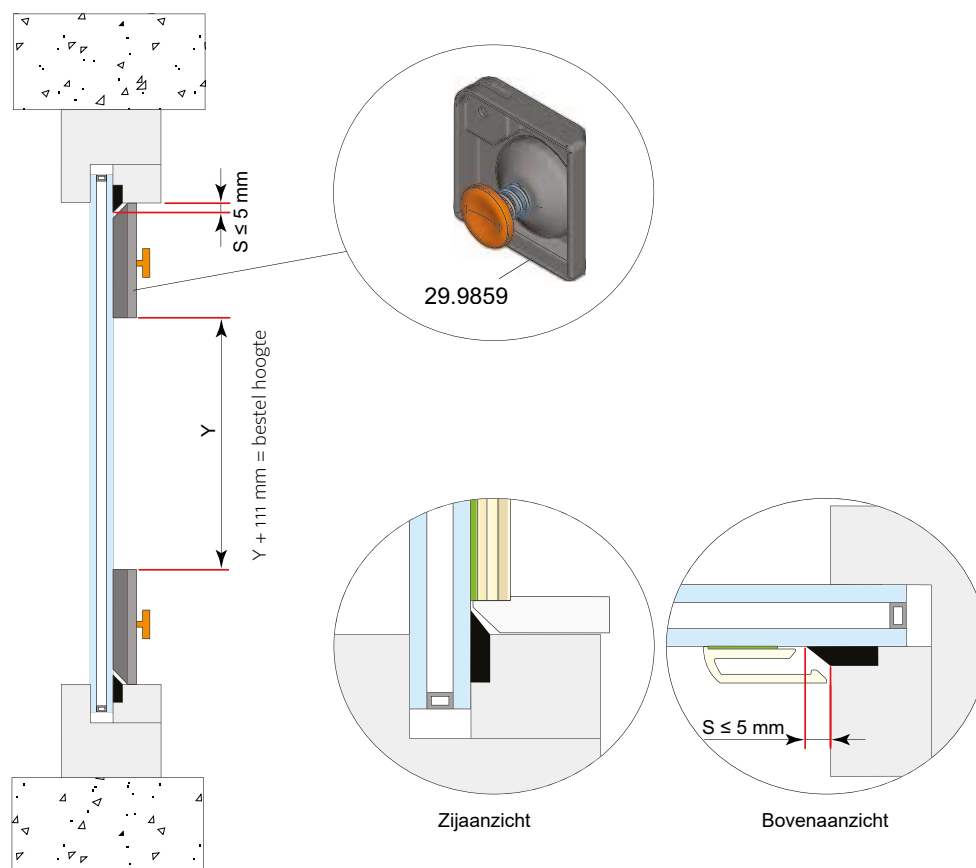 S ≤ 5 mm
29.9859
Y
Y + 111 mm = bestel hoogte
S ≤ 5 mm
Zijaanzicht
Bovenaanzicht